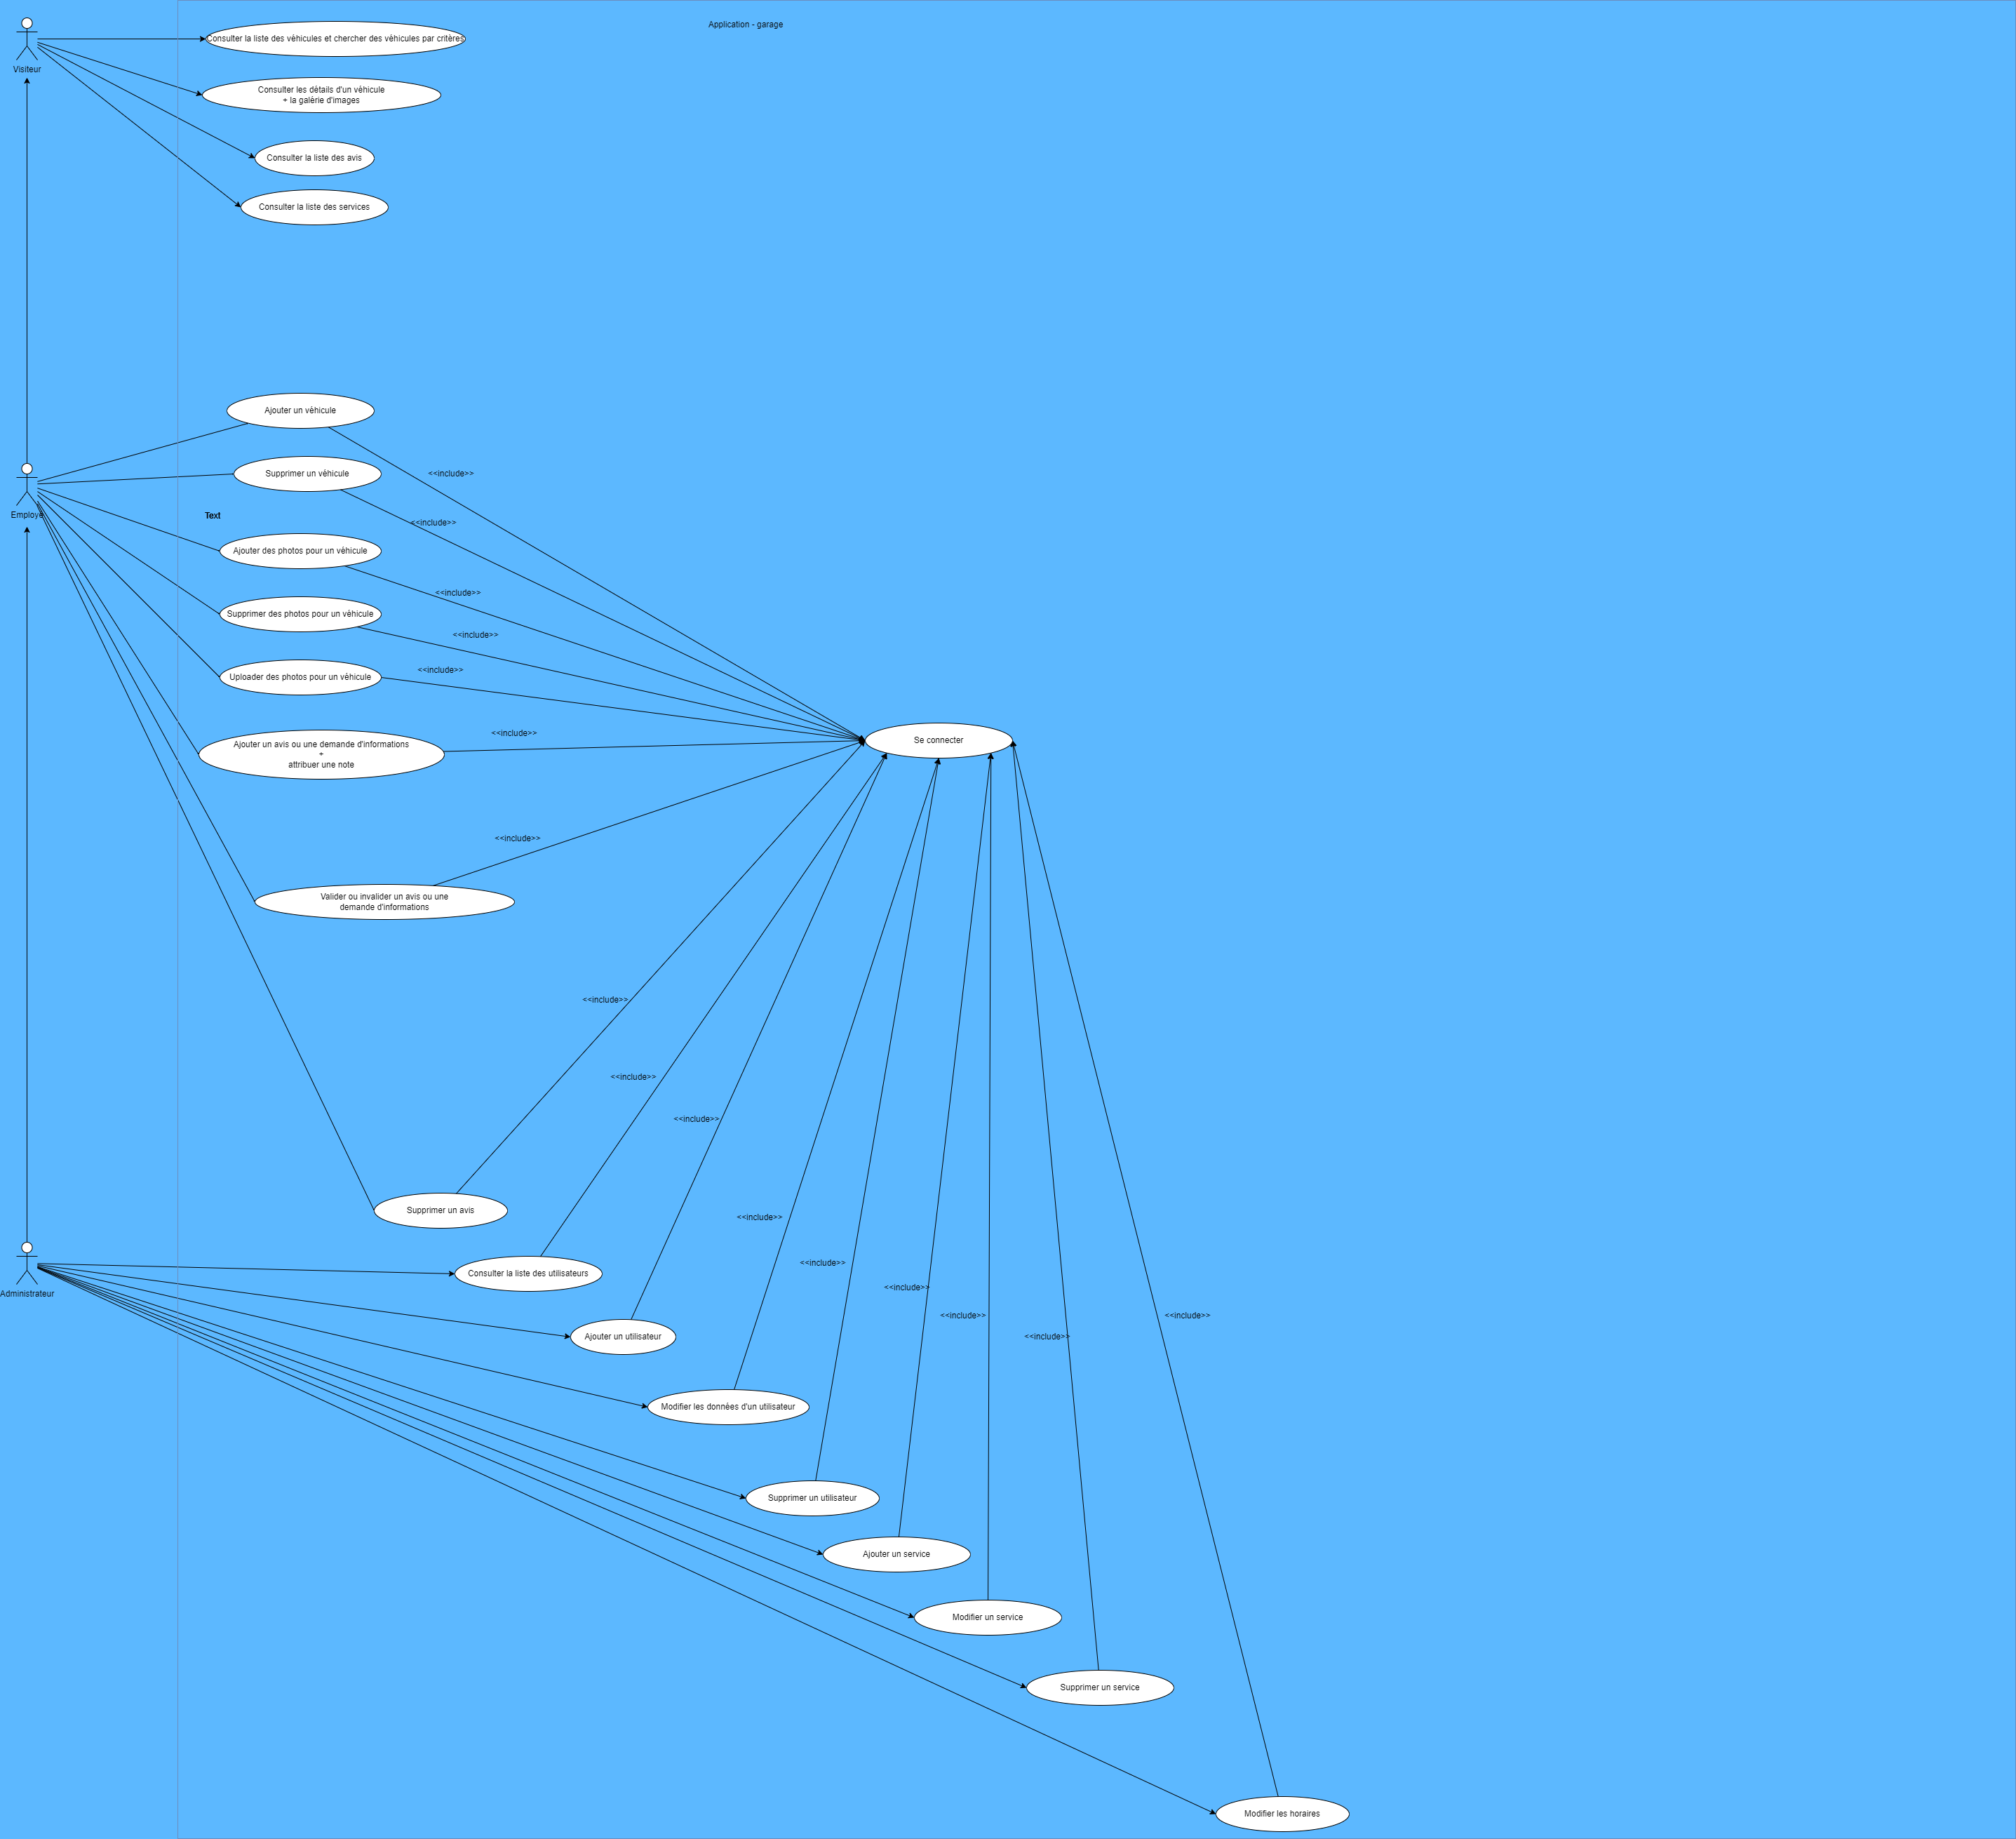 Application - garage
Visiteur
Consulter la liste des véhicules et chercher des véhicules par critères
Consulter les détails d'un véhicule
+ la galérie d'images
Consulter la liste des avis
Consulter la liste des services
Ajouter un véhicule
<<include>>
Supprimer un véhicule
Employé
Text
<<include>>
Ajouter des photos pour un véhicule
<<include>>
Supprimer des photos pour un véhicule
<<include>>
Uploader des photos pour un véhicule
<<include>>
Ajouter un avis ou une demande d'informations
+
attribuer une note
<<include>>
Se connecter
<<include>>
Valider ou invalider un avis ou une
demande d'informations
<<include>>
<<include>>
<<include>>
Supprimer un avis
<<include>>
<<include>>
Consulter la liste des utilisateurs
Administrateur
<<include>>
<<include>>
<<include>>
Ajouter un utilisateur
<<include>>
Modifier les données d'un utilisateur
Supprimer un utilisateur
Ajouter un service
Modifier un service
Supprimer un service
Modifier les horaires